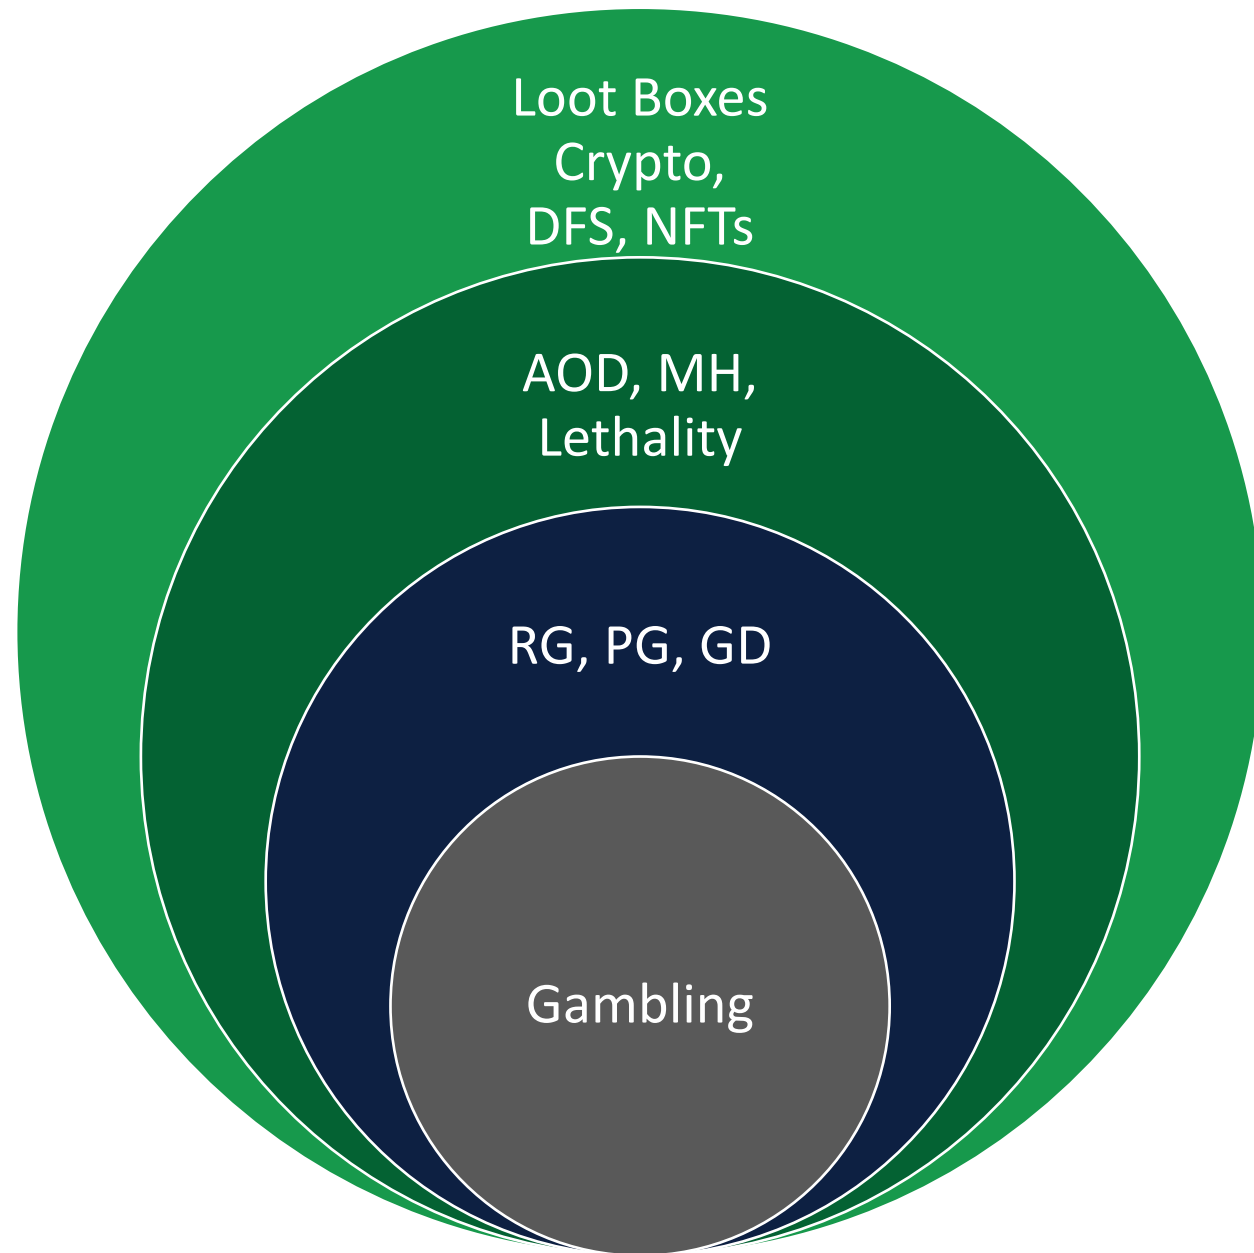 Loot Boxes
Crypto,
DFS, NFTs
AOD, MH,
Lethality
RG, PG, GD
Gambling